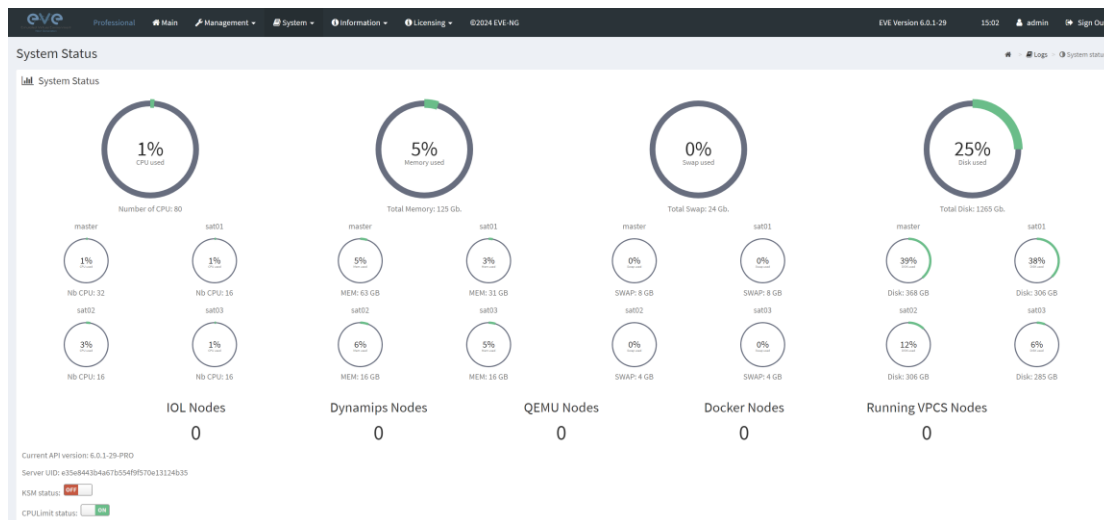 eve Professional Main Management System Information Licensing ©2024 EVE-NG EVE Version 6.0.1-29 15:02 admin Sign Ou
System Status Logs System statu
System Status
1% 5% 0% 25%
CPU used Memory used Swap used Disk used
Number of CPU: 80 Total Memory: 125 Gb. Total Swap: 24 Gb. Total Disk: 1265 Gb.
master sat01 master sat01 master sat01 master sat01
1% 1% 5% 3% 0% 0% 39% 38%
Nb CPU: 32 Nb CPU: 16 MEM: 63 GB MEM: 31 GB SWAP: 8 GB SWAP: 8 GB Disk: 368 GB Disk: 306 GB
sat02 sat03 sat02 sat03 sat02 sat03 sat02 sat03
3% 1% 6% 5% 0% 0% 12% 6%
Nb CPU: 16 Nb CPU: 16 MEM: 16 GB MEM: 16 GB SWAP: 4 GB SWAP: 4 GB Disk: 306 GB Disk: 285 GB
IOL Nodes Dynamips Nodes QEMU Nodes Docker Nodes Running VPCS Nodes
0 0 0 0 0
Current API version: 6.0.1-29-PRO
Server UID: e35e8443b4a67b554f9f570e13124b35
KSM status: OFF
CPULimit status: ON